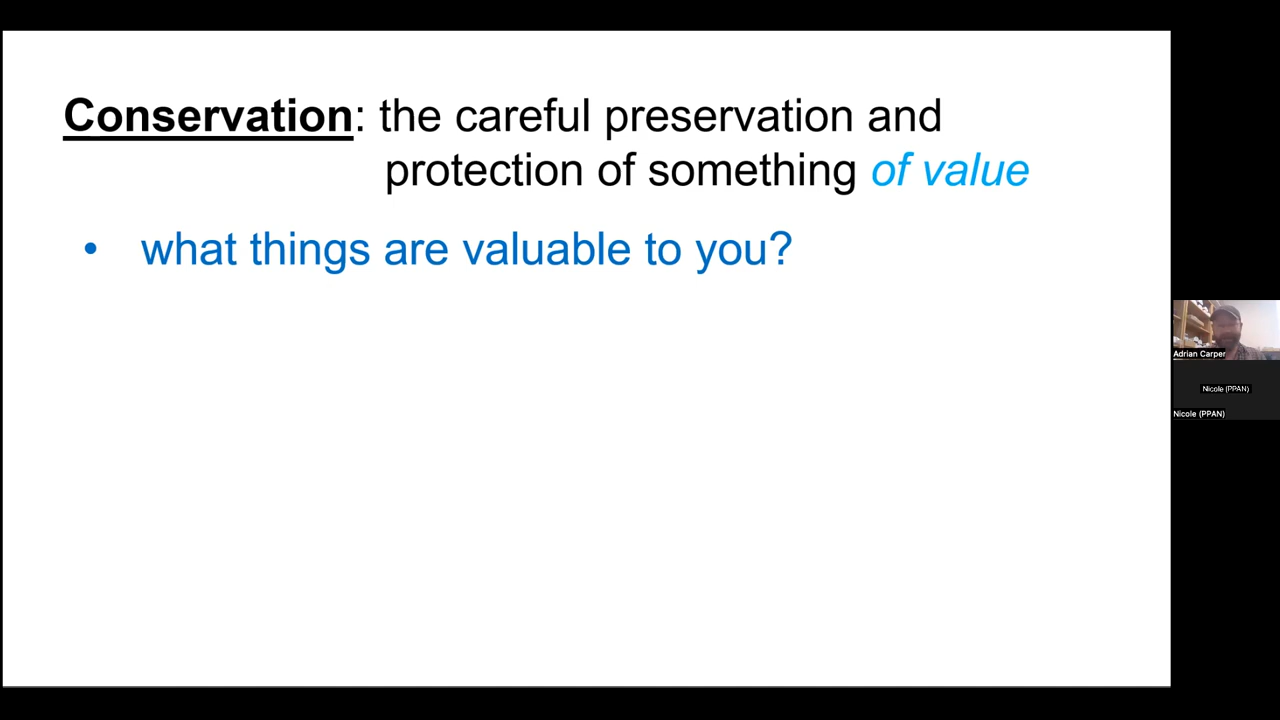 Conservation: the careful preservation and
protection of something of value
• what things are valuable to you?
Adrian Carper
Nicole (PPAN)
Nicole (PPAN)